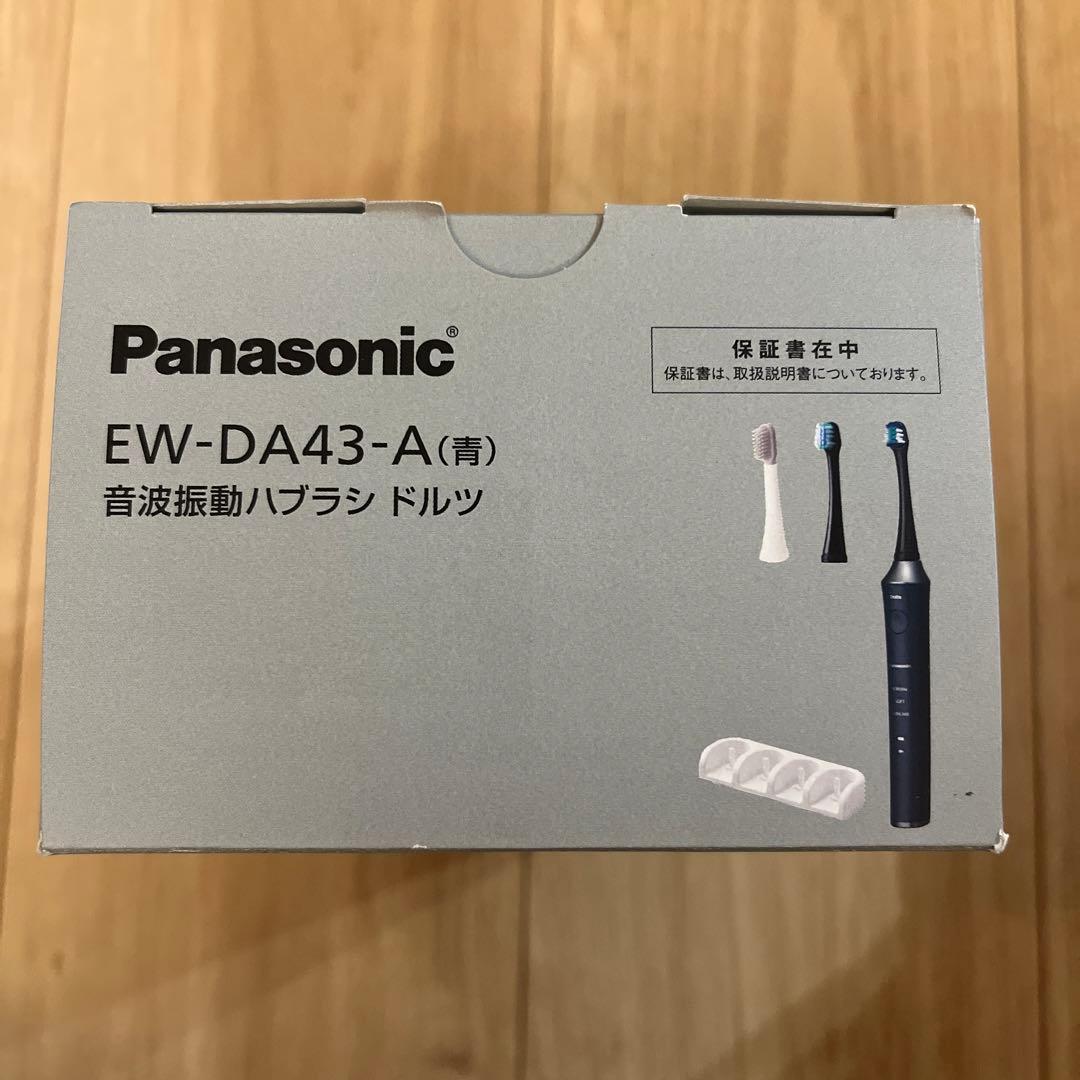 Panasonic®
EW-DA43-A(青)
音波振動ハブラシ ドルツ
保証書在中
保証書は、取扱説明書についております。